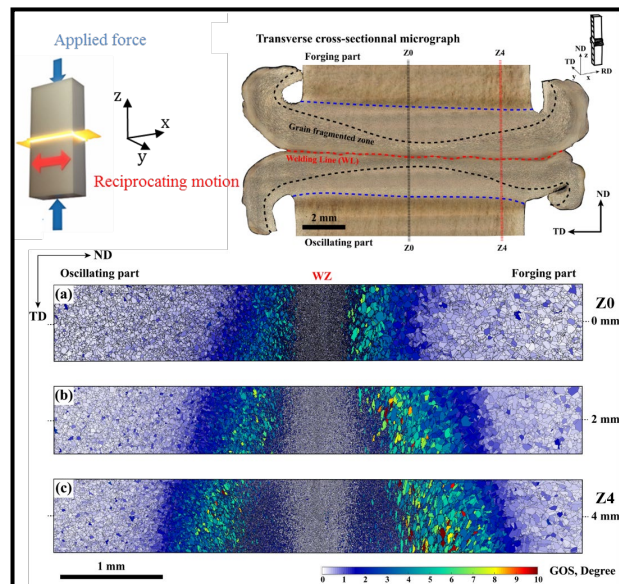 Applied force
z
x
y
Reciprocating motion
Transverse cross-sectionnal micrograph
Forging part
Z0
Z4
ND
z
TD
y
x
RD
Grain fragmented zone
Welding Line (WL)
2 mm
Oscillating part
Z0
Z4
ND
TD
ND
TD
Oscillating part
WZ
Forging part
(a)
Z0
0 mm
(b)
2 mm
(c)
Z4
4 mm
1 mm
GOS, Degree
0 1 2 3 4 5 6 7 8 9 10